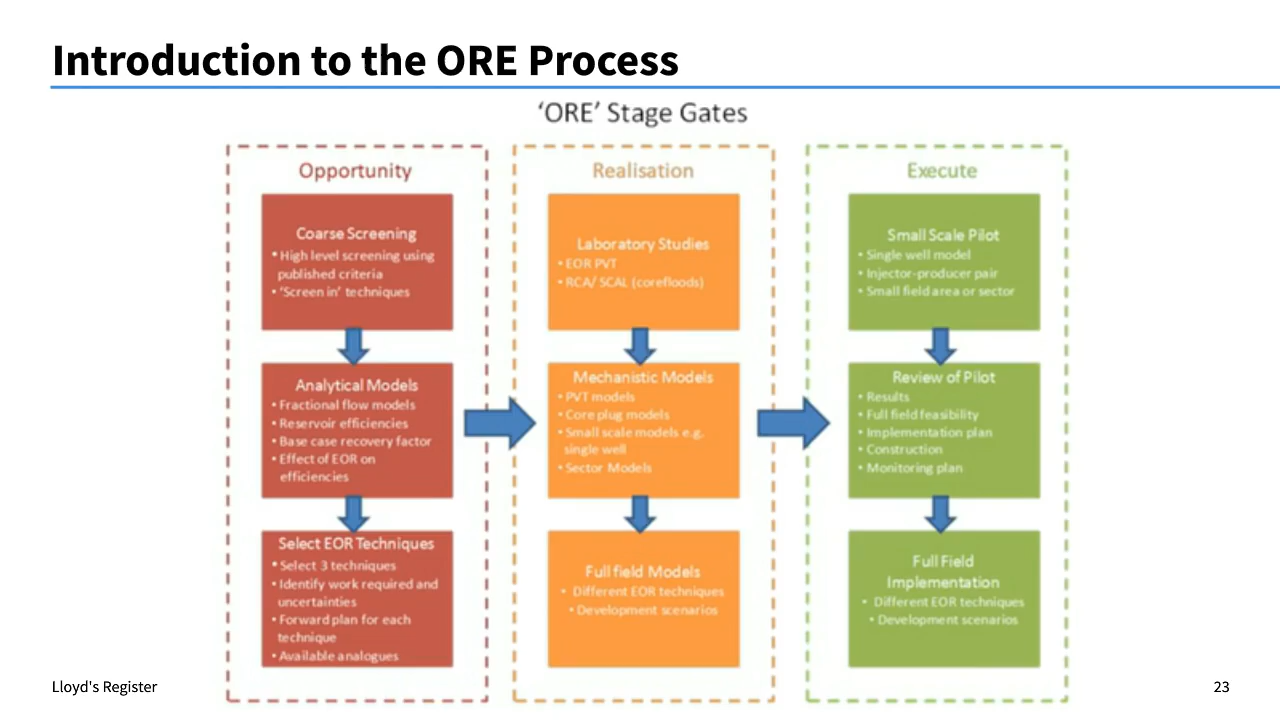 Introduction to the ORE Process
‘ORE’ Stage Gates
Opportunity
Coarse Screening
• High level screening using
published criteria
• ‘Screen in’ techniques
Analytical Models
• Fractional flow models
• Reservoir efficiencies
• Base case recovery factor
• Effect of EOR on
efficiencies
Select EOR Techniques
• Select 3 techniques
• Identify work required and
uncertainties
• Forward plan for each
technique
• Available analogues
Realisation
Laboratory Studies
• EOR PVT
• RCA/ SCAL (corefloods)
Mechanistic Models
• PVT models
• Core plug models
• Small scale models e.g.
single well
• Sector Models
Full field Models
• Different EOR techniques
• Development scenarios
Execute
Small Scale Pilot
• Single well model
• Injector-producer pair
• Small field area or sector
Review of Pilot
• Results
• Full field feasibility
• Implementation plan
• Construction
• Monitoring plan
Full Field
Implementation
• Different EOR techniques
• Development scenarios
Lloyd's Register
23